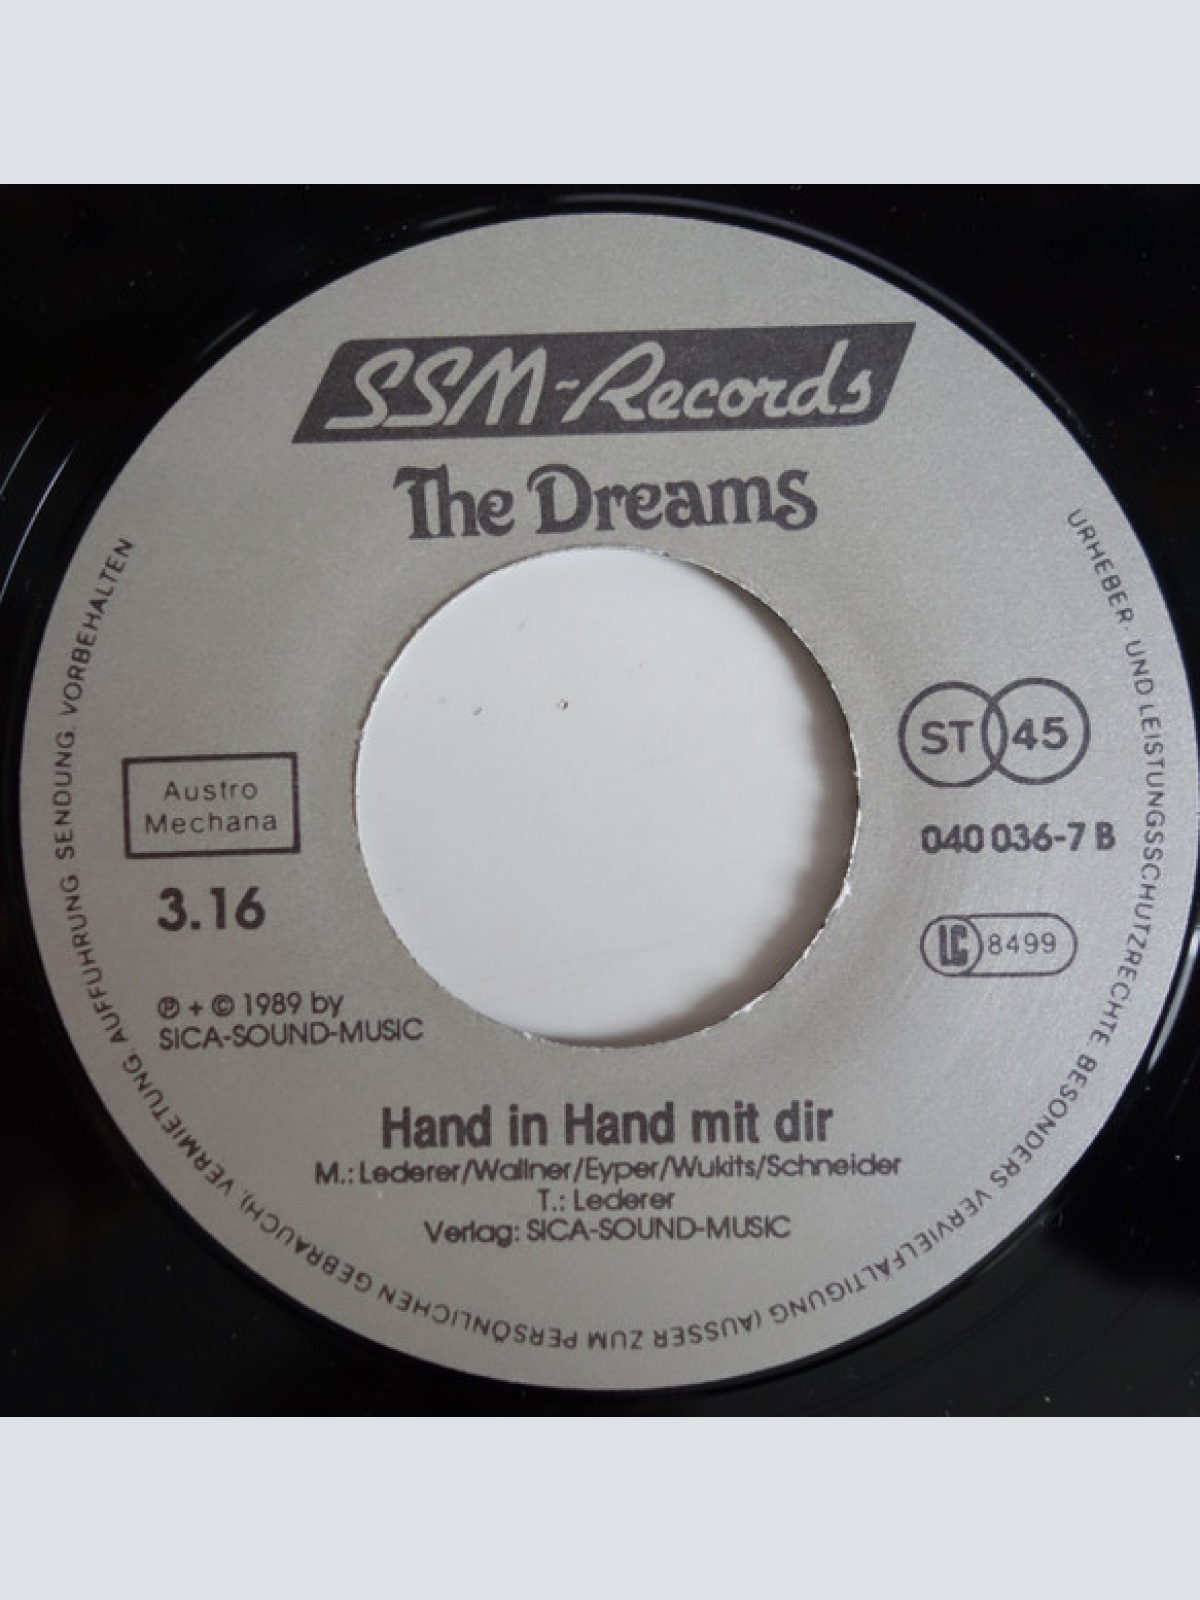 SSM-Records
The Dreams
Austro
Mechana
3.16
℗ + © 1989 by
SICA-SOUND-MUSIC
ST 45
040 036-7 B
LC 8499
Hand in Hand mit dir
M.: Lederer/Wallner/Eyper/Wukits/Schneider
T.: Lederer
Verlag: SICA-SOUND-MUSIC
URHEBER- UND LEISTUNGSSCHUTZRECHTE, BESONDERS VERVIELFÄLTIGUNG (AUSSER ZUM PERSÖNLICHEN GEBRAUCH), VERMIETUNG, AUFFÜHRUNG, SENDUNG, VORBEHALTEN